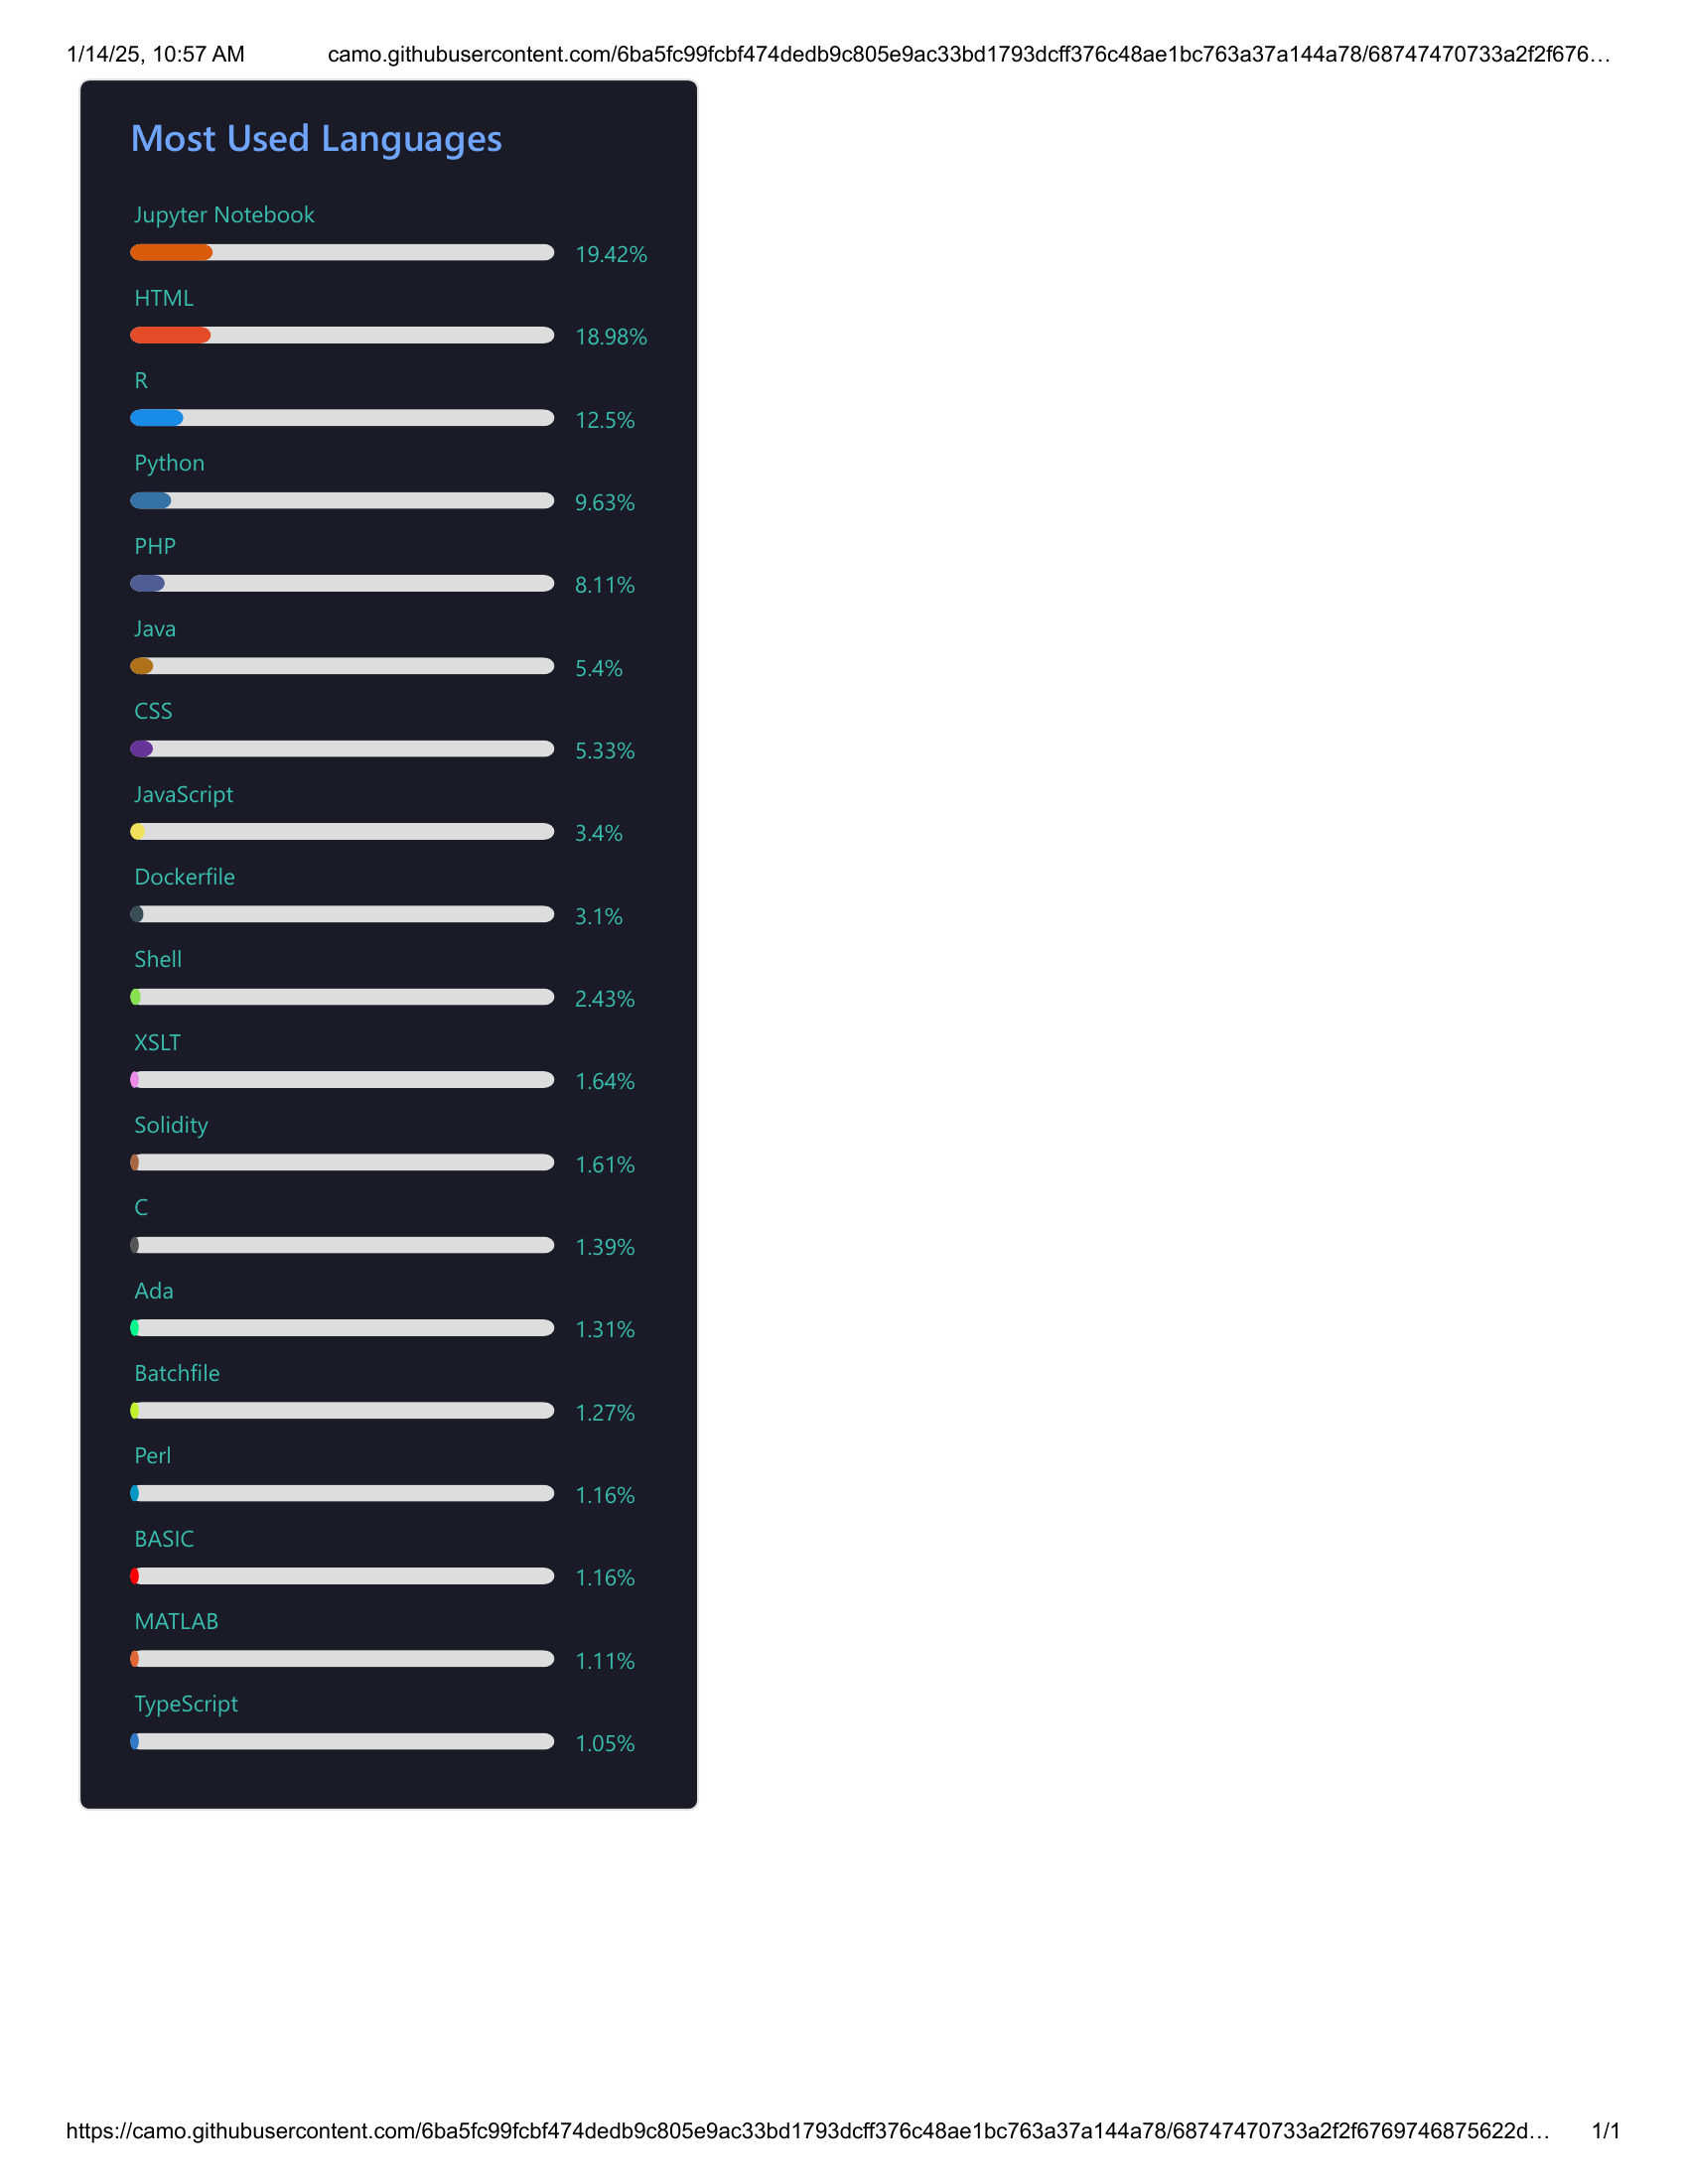 1/14/25, 10:57 AM camo.githubusercontent.com/6ba5fc99fcbf474dedb9c805e9ac33bd1793dcff376c48ae1bc763a37a144a78/68747470733a2f2f676…
Most Used Languages
Jupyter Notebook
19.42%
HTML
18.98%
R
12.5%
Python
9.63%
PHP
8.11%
Java
5.4%
CSS
5.33%
JavaScript
3.4%
Dockerfile
3.1%
Shell
2.43%
XSLT
1.64%
Solidity
1.61%
C
1.39%
Ada
1.31%
Batchfile
1.27%
Perl
1.16%
BASIC
1.16%
MATLAB
1.11%
TypeScript
1.05%
https://camo.githubusercontent.com/6ba5fc99fcbf474dedb9c805e9ac33bd1793dcff376c48ae1bc763a37a144a78/68747470733a2f2f6769746875622d… 1/1